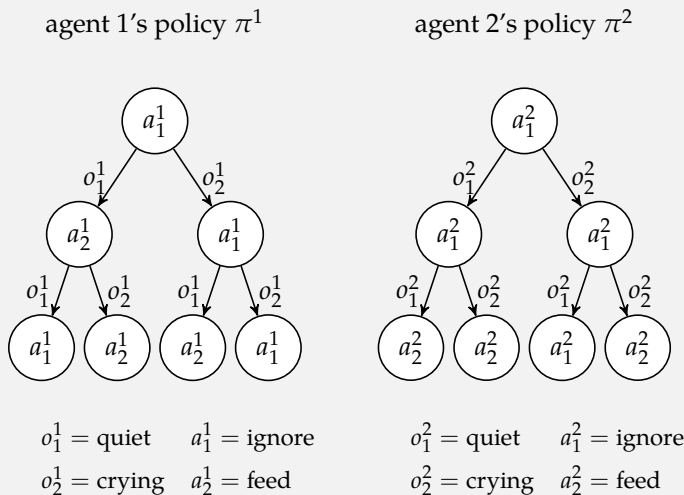 agent 1's policy π¹ agent 2's policy π²
a₁¹ a₁²
o₁¹ o₂¹ o₁² o₂²
a₂¹ a₁¹ a₁² a₁²
o₁¹ o₂¹ o₁¹ o₂¹ o₁² o₂² o₁² o₂²
a₁¹ a₂¹ a₂¹ a₁¹ a₂² a₂² a₁² a₂²
o₁¹ = quiet a₁¹ = ignore o₁² = quiet a₁² = ignore
o₂¹ = crying a₂¹ = feed o₂² = crying a₂² = feed